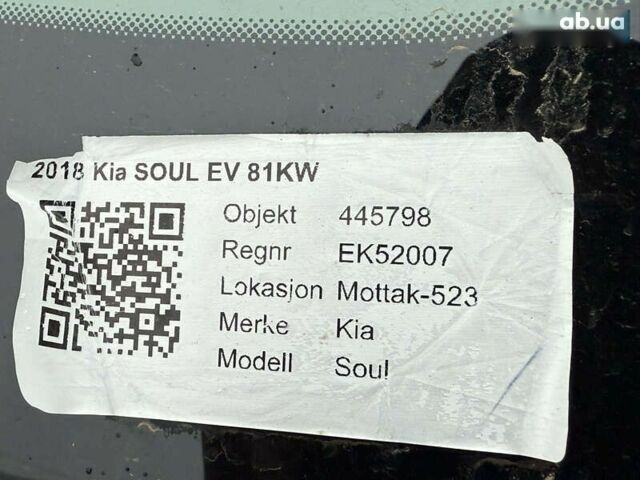 ab.ua
2018 Kia SOUL EV 81KW
Objekt 445798
Regnr EK52007
Lokasjon Mottak-523
Merke Kia
Modell Soul